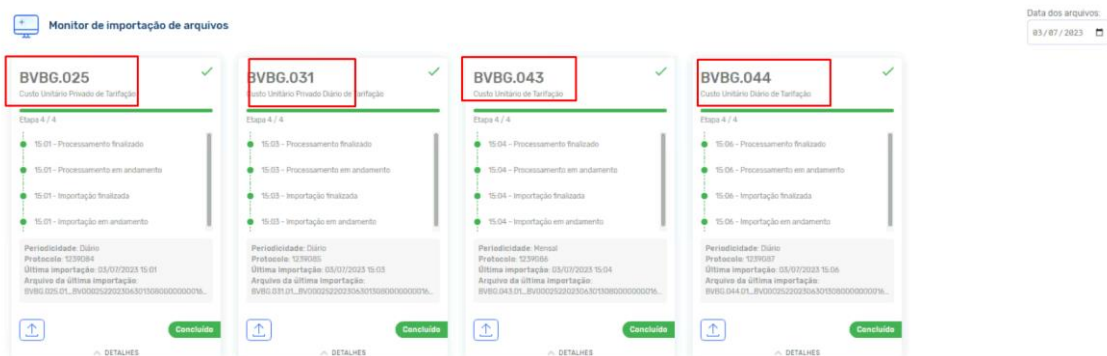 Monitor de importação de arquivos
Data dos arquivos:
03/07/2023
BVBG.025
Custo Unitário Privado de Tarifação
Etapa 4 / 4
15:01 - Processamento finalizado
15:01 - Processamento em andamento
15:01 - Importação finalizada
15:01 - Importação em andamento
Periodicidade: Diário
Protocolo: 1239084
Última importação: 03/07/2023 15:01
Arquivo da última importação:
Concluído
DETALHES
BVBG.031
Custo Unitário Privado Diário de Tarifação
Etapa 4 / 4
15:03 - Processamento finalizado
15:03 - Processamento em andamento
15:03 - Importação finalizada
15:03 - Importação em andamento
Periodicidade: Diário
Protocolo: 1239085
Última importação: 03/07/2023 15:03
Arquivo da última importação:
Concluído
DETALHES
BVBG.043
Custo Unitário de Tarifação
Etapa 4 / 4
15:04 - Processamento finalizado
15:04 - Processamento em andamento
15:04 - Importação finalizada
15:04 - Importação em andamento
Periodicidade: Mensal
Protocolo: 1239086
Última importação: 03/07/2023 15:04
Arquivo da última importação:
Concluído
DETALHES
BVBG.044
Custo Unitário Diário de Tarifação
Etapa 4 / 4
15:06 - Processamento finalizado
15:06 - Processamento em andamento
15:06 - Importação finalizada
15:06 - Importação em andamento
Periodicidade: Diário
Protocolo: 1239087
Última importação: 03/07/2023 15:06
Arquivo da última importação:
Concluído
DETALHES